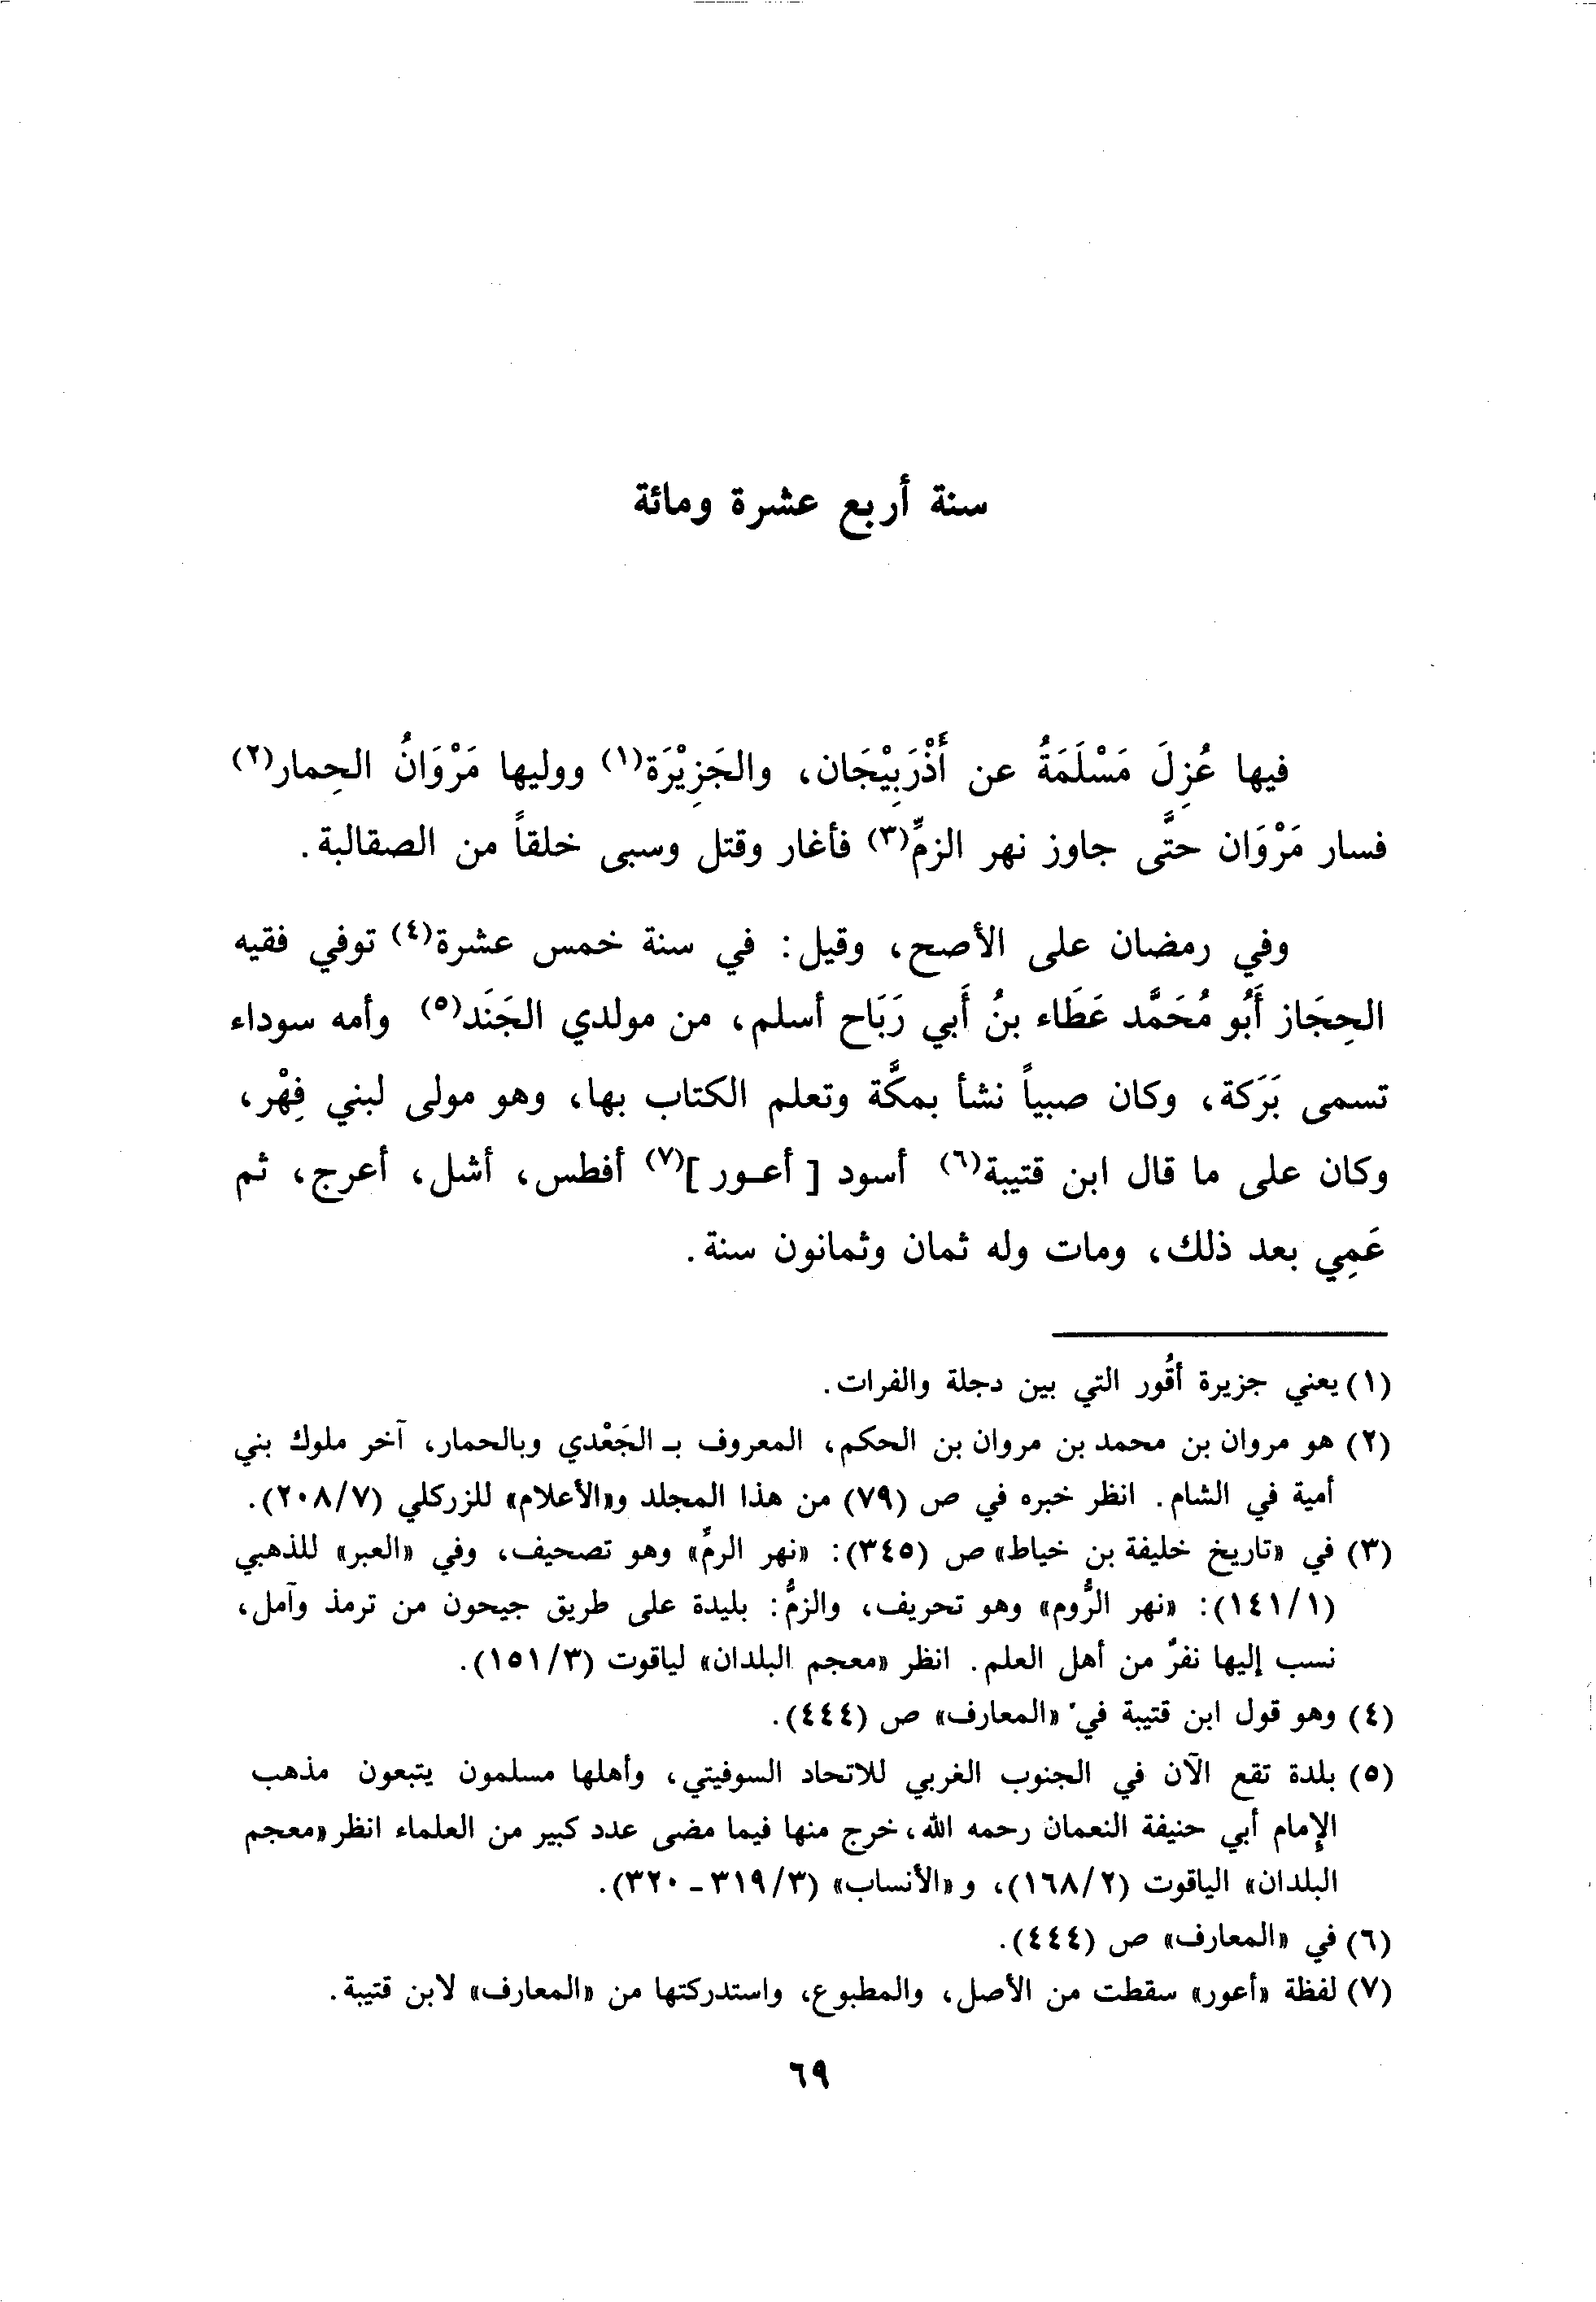 سنة أربع عشرة ومائة
فيها عُزِلَ مَسْلَمَةُ عن أَذْرَبِيْجَان، والجَزِيْرَة(١) ووليها مَرْوَانُ الحِمار(٢)
فسار مَرْوَان حتَّى جاوز نهر الزمِّ(٣) فأغار وقتل وسبى خلقاً من الصقالبة.
وفي رمضان على الأصح، وقيل: في سنة خمس عشرة(٤) توفي فقيه
الحِجَاز أَبُو مُحَمَّد عَطَاء بنُ أَبي رَبَاح أسلم، من مولدي الجَنَد(٥) وأمه سوداء
تسمى بَرَكة، وكان صبياً نشأ بمكَّة وتعلم الكتاب بها، وهو مولى لبني فِهْر،
وكان على ما قال ابن قتيبة(٦) أسود [ أعـور ](٧) أفطس، أشل، أعرج، ثم
عَمِي بعد ذلك، ومات وله ثمان وثمانون سنة.
(١) يعني جزيرة أقُور التي بين دجلة والفرات.
(٢) هو مروان بن محمد بن مروان بن الحكم، المعروف بـ الجَعْدي وبالحمار، آخر ملوك بني
أمية في الشام. انظر خبره في ص (٧٩) من هذا المجلد و«الأعلام» للزركلي (٢٠٨/٧).
(٣) في «تاريخ خليفة بن خياط» ص (٣٤٥): «نهر الرمِّ» وهو تصحيف، وفي «العبر» للذهبي
(١٤١/١): «نهر الرُّوم» وهو تحريف، والزمُّ: بليدة على طريق جيحون من ترمذ وآمل،
نسب إليها نفرٌ من أهل العلم. انظر «معجم البلدان» لياقوت (١٥١/٣).
(٤) وهو قول ابن قتيبة في «المعارف» ص (٤٤٤).
(٥) بلدة تقع الآن في الجنوب الغربي للاتحاد السوفيتي، وأهلها مسلمون يتبعون مذهب
الإمام أبي حنيفة النعمان رحمه الله، خرج منها فيما مضى عدد كبير من العلماء انظر «معجم
البلدان» الياقوت (١٦٨/٢)، و «الأنساب» (٣١٩/٣ - ٣٢٠).
(٦) في «المعارف» ص (٤٤٤).
(٧) لفظة «أعور» سقطت من الأصل، والمطبوع، واستدركتها من «المعارف» لابن قتيبة.
٦٩